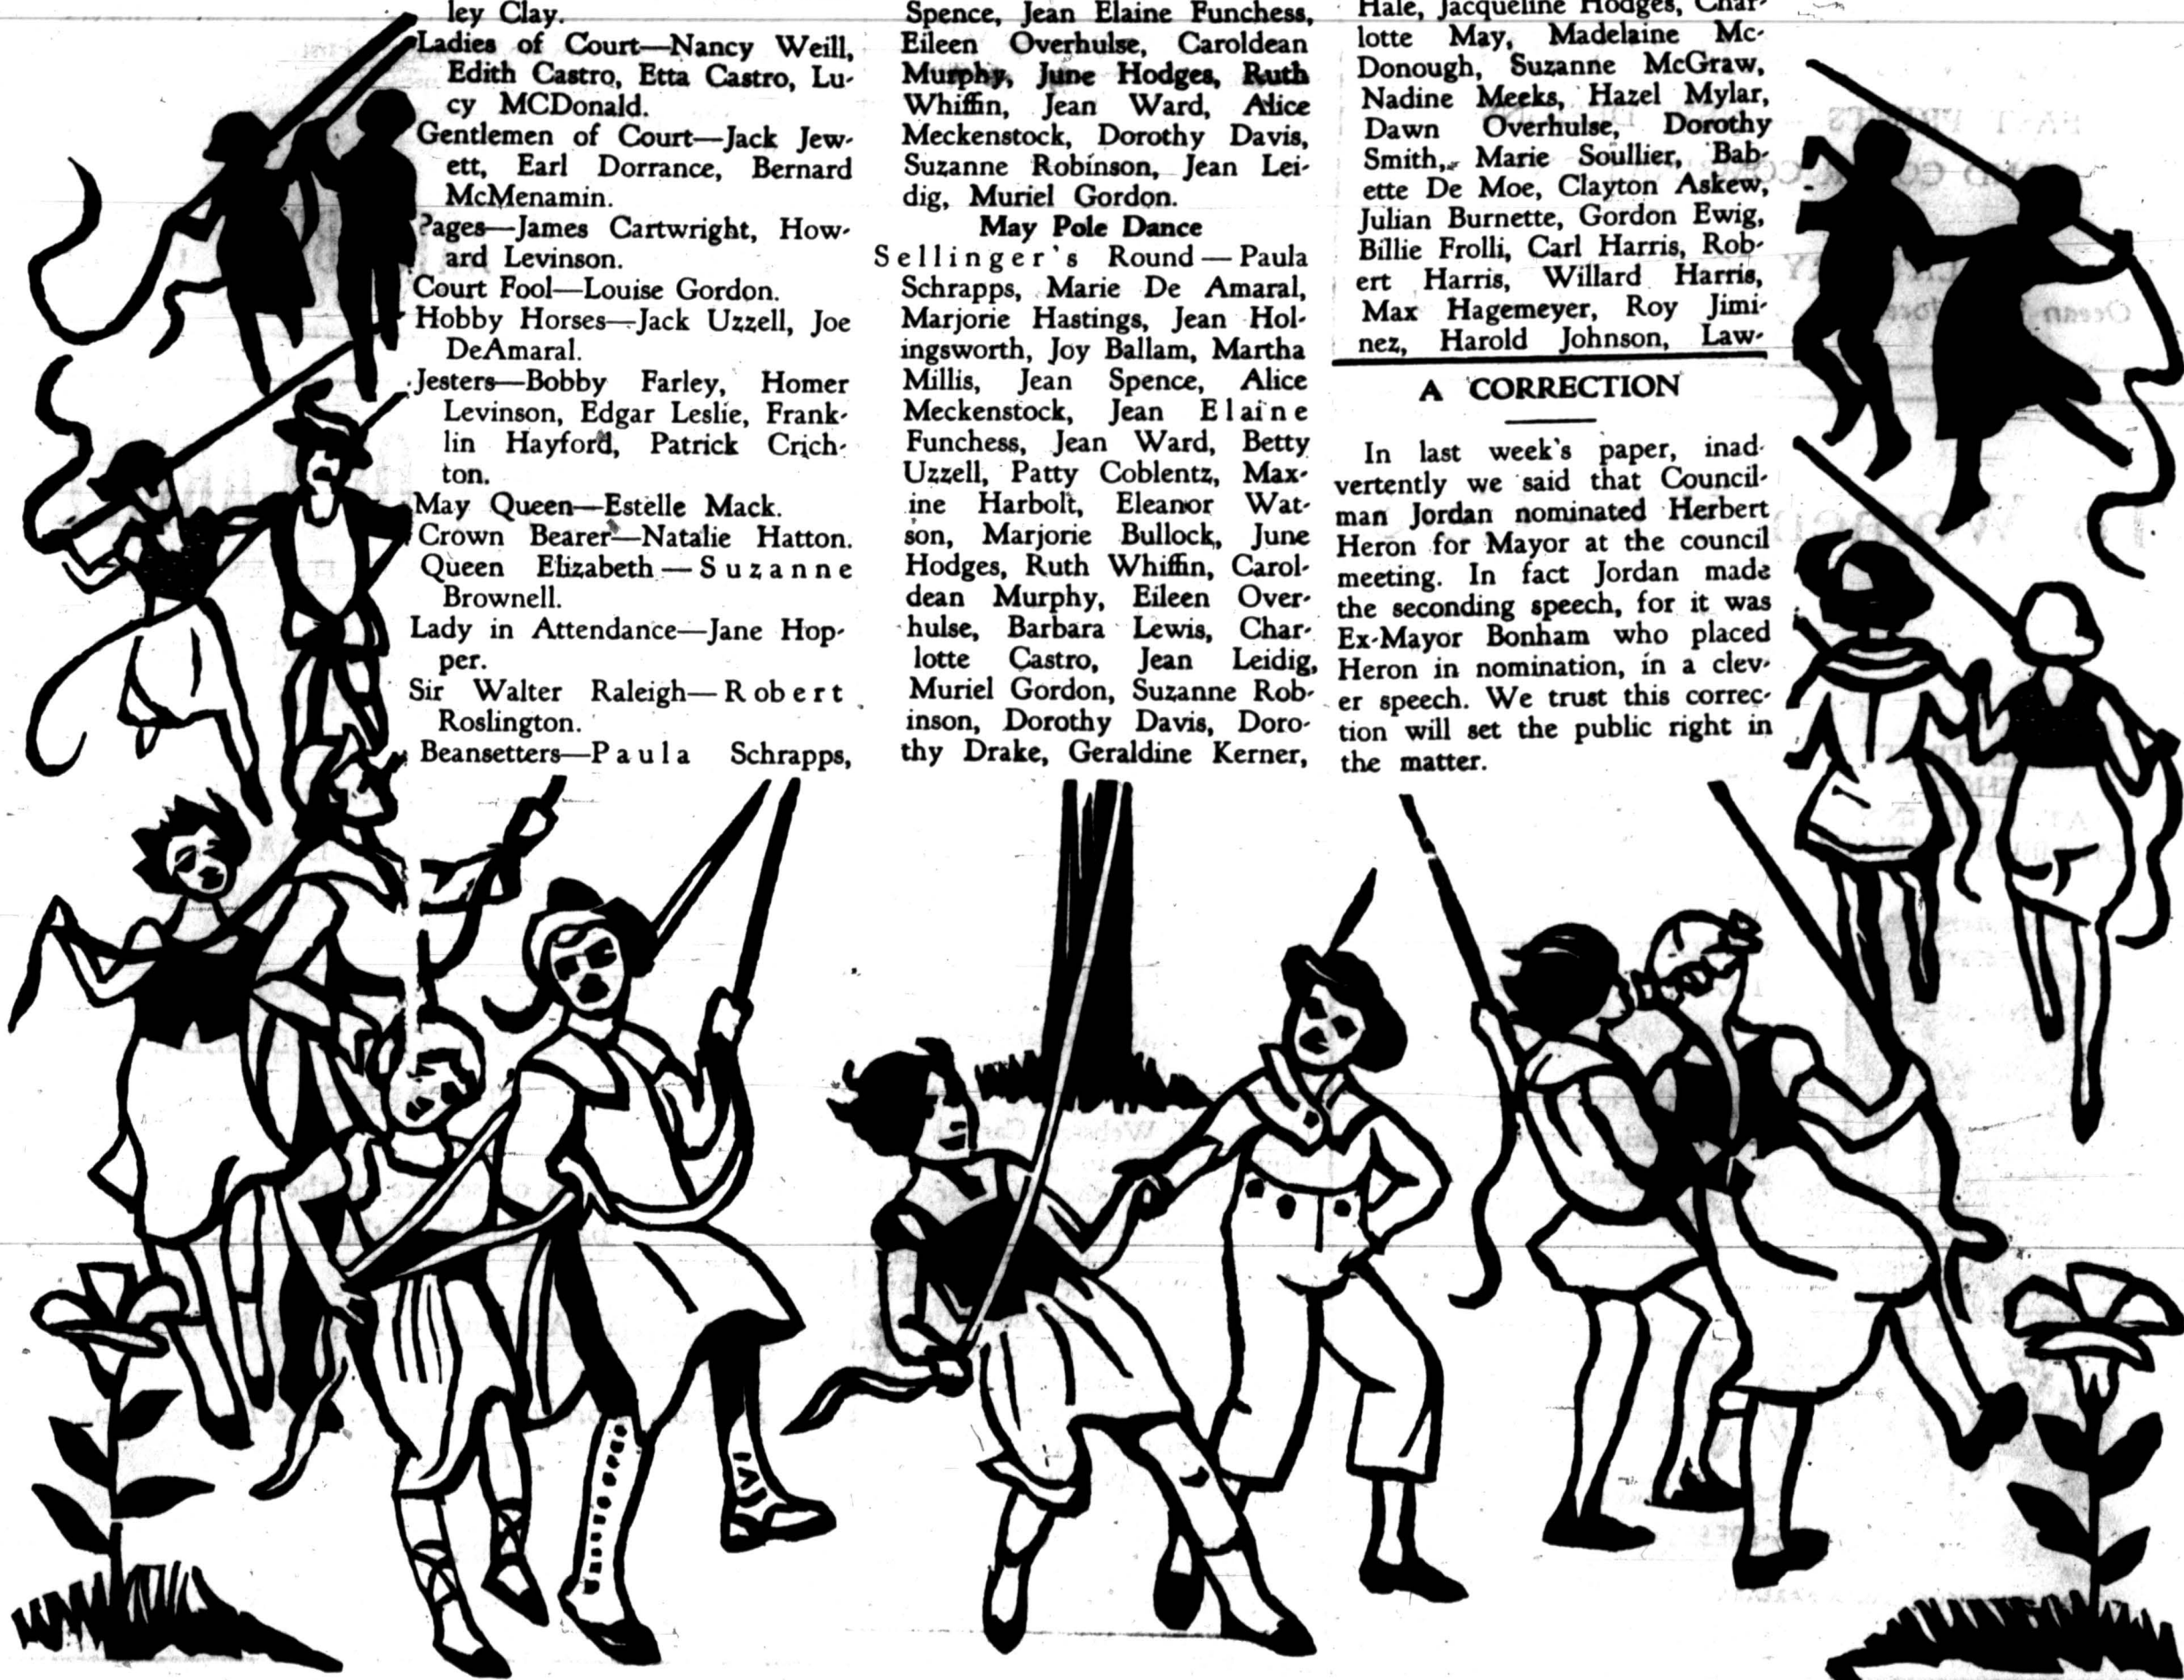 ley Clay.
Ladies of Court—Nancy Weill,
Edith Castro, Etta Castro, Lu-
cy MCDonald.
Gentlemen of Court—Jack Jew-
ett, Earl Dorrance, Bernard
McMenamin.
Pages—James Cartwright, How-
ard Levinson.
Court Fool—Louise Gordon.
Hobby Horses—Jack Uzzell, Joe
DeAmaral.
Jesters—Bobby Farley, Homer
Levinson, Edgar Leslie, Frank-
lin Hayford, Patrick Crich-
ton.
May Queen—Estelle Mack.
Crown Bearer—Natalie Hatton.
Queen Elizabeth—Suzanne
Brownell.
Lady in Attendance—Jane Hop-
per.
Sir Walter Raleigh—Robert
Roslington.
Beansetters—Paula Schrapps,
Spence, Jean Elaine Funchess,
Eileen Overhulse, Caroldean
Murphy, June Hodges, Ruth
Whiffin, Jean Ward, Alice
Meckenstock, Dorothy Davis,
Suzanne Robinson, Jean Lei-
dig, Muriel Gordon.
May Pole Dance
Sellinger's Round—Paula
Schrapps, Marie De Amaral,
Marjorie Hastings, Jean Hol-
ingsworth, Joy Ballam, Martha
Millis, Jean Spence, Alice
Meckenstock, Jean Elaine
Funchess, Jean Ward, Betty
Uzzell, Patty Coblentz, Max-
ine Harbolt, Eleanor Wat-
son, Marjorie Bullock, June
Hodges, Ruth Whiffin, Carol-
dean Murphy, Eileen Over-
hulse, Barbara Lewis, Char-
lotte Castro, Jean Leidig,
Muriel Gordon, Suzanne Rob-
inson, Dorothy Davis, Doro-
thy Drake, Geraldine Kerner,
Hale, Jacqueline Hodges, Char-
lotte May, Madelaine Mc-
Donough, Suzanne McGraw,
Nadine Meeks, Hazel Mylar,
Dawn Overhulse, Dorothy
Smith, Marie Soullier, Bab-
ette De Moe, Clayton Askew,
Julian Burnette, Gordon Ewig,
Billie Frolli, Carl Harris, Rob-
ert Harris, Willard Harris,
Max Hagemeyer, Roy Jimi-
nez, Harold Johnson, Law-
A CORRECTION
In last week's paper, inad-
vertently we said that Council-
man Jordan nominated Herbert
Heron for Mayor at the council
meeting. In fact Jordan made
the seconding speech, for it was
Ex-Mayor Bonham who placed
Heron in nomination, in a clev-
er speech. We trust this correc-
tion will set the public right in
the matter.